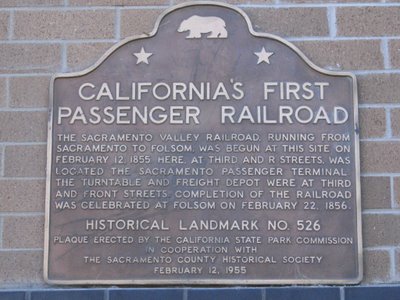 CALIFORNIA'S FIRST
PASSENGER RAILROAD
THE SACRAMENTO VALLEY RAILROAD, RUNNING FROM
SACRAMENTO TO FOLSOM, WAS BEGUN AT THIS SITE ON
FEBRUARY 12, 1855. HERE, AT THIRD AND R STREETS, WAS
LOCATED THE SACRAMENTO PASSENGER TERMINAL.
THE TURNTABLE AND FREIGHT DEPOT WERE AT THIRD
AND FRONT STREETS. COMPLETION OF THE RAILROAD
WAS CELEBRATED AT FOLSOM ON FEBRUARY 22, 1856.
HISTORICAL LANDMARK NO. 526
PLAQUE ERECTED BY THE CALIFORNIA STATE PARK COMMISSION
IN COOPERATION WITH
THE SACRAMENTO COUNTY HISTORICAL SOCIETY
FEBRUARY 12, 1955